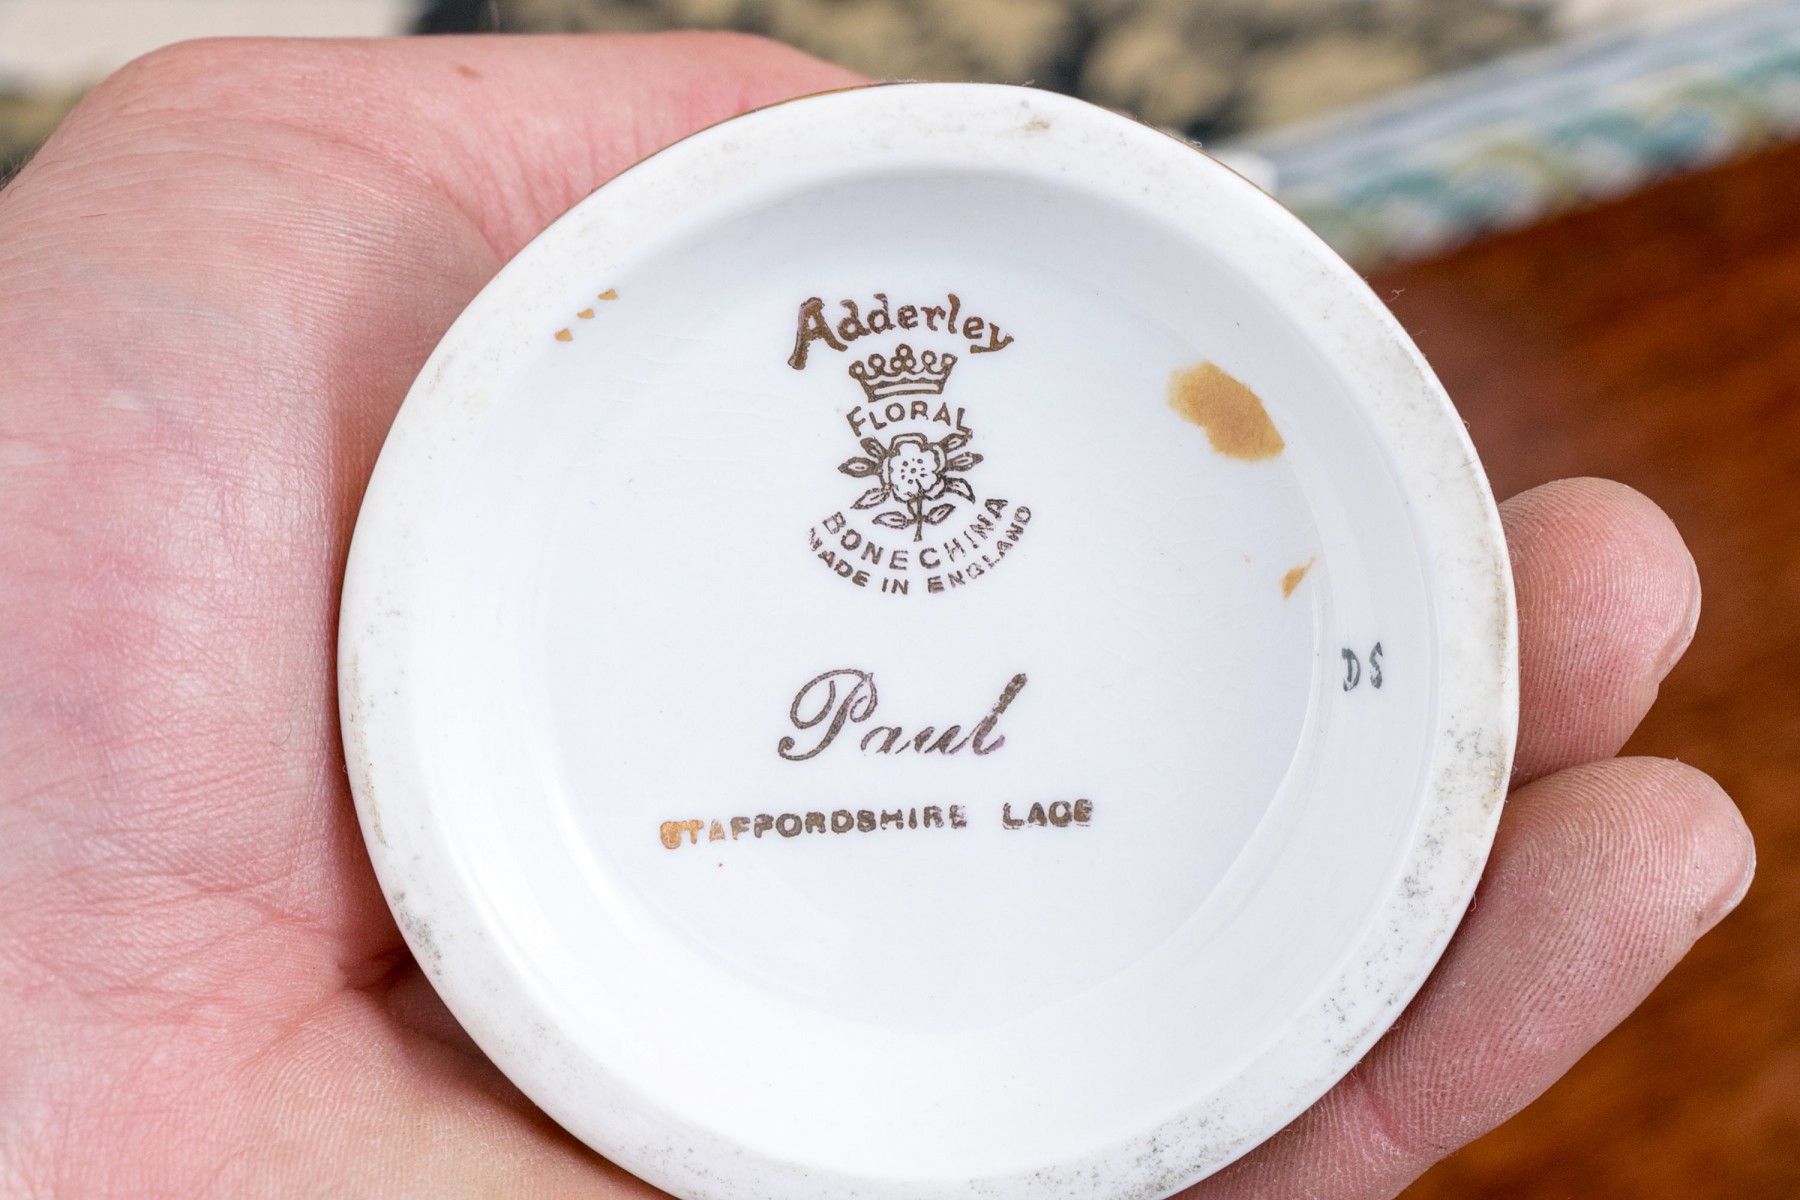 Adderley
FLORAL
BONE CHINA
MADE IN ENGLAND
Paul
STAFFORDSHIRE LACE
DS